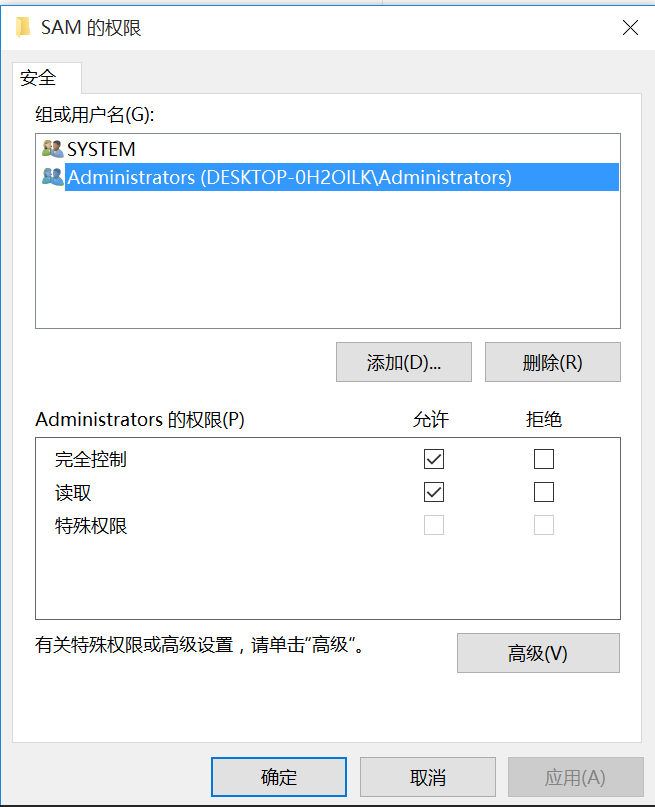 SAM 的权限
安全
组或用户名(G):
SYSTEM
Administrators (DESKTOP-0H2OILK\Administrators)
添加(D)... 删除(R)
Administrators 的权限(P) 允许 拒绝
完全控制
读取
特殊权限
有关特殊权限或高级设置，请单击"高级"。
高级(V)
确定 取消 应用(A)